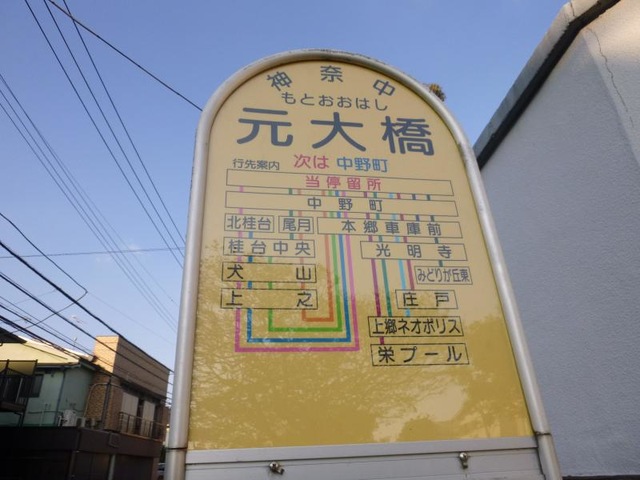 神奈中
もとおおはし
元大橋
行先案内 次は 中野町
当停留所
中野町
北桂台 尾月 本郷車庫前
桂台中央 光明寺
犬山 みどりが丘東
上之 庄戸
上郷ネオポリス
栄プール